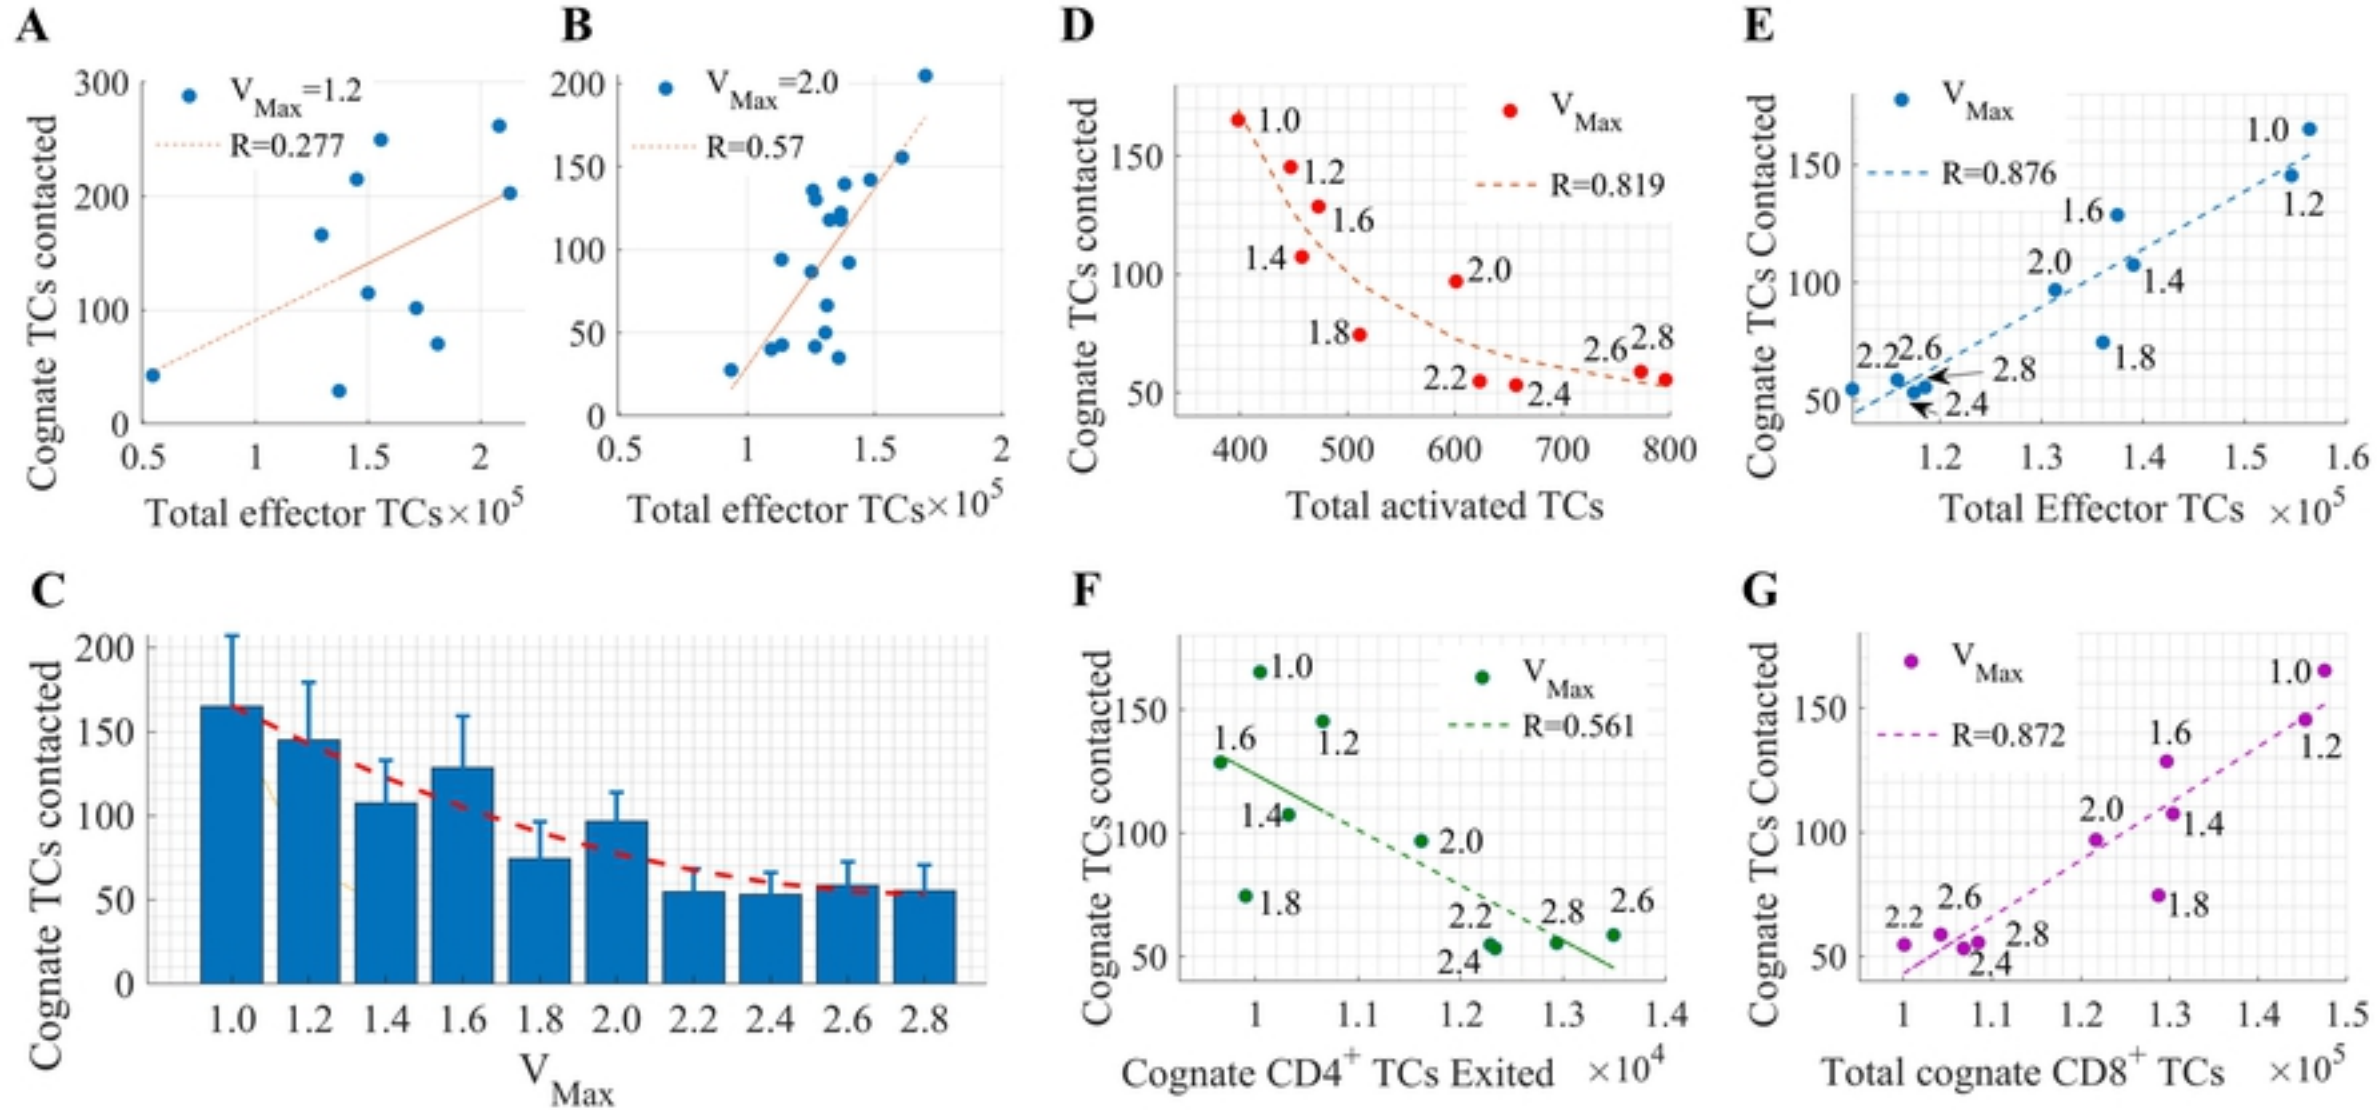 A
300
200
100
0
Cognate TCs contacted
V_Max=1.2
R=0.277
0.5 1 1.5 2
Total effector TCs×10^5
B
200
150
100
50
0
V_Max=2.0
R=0.57
0.5 1 1.5 2
Total effector TCs×10^5
D
150
100
50
Cognate TCs contacted
V_Max
R=0.819
1.0
1.2
1.6
1.4
2.0
1.8
2.6 2.8
2.2
2.4
400 500 600 700 800
Total activated TCs
E
150
100
50
Cognate TCs Contacted
V_Max
R=0.876
1.0
1.2
1.6
2.0
1.4
1.8
2.2 2.6
2.8
2.4
1.2 1.3 1.4 1.5 1.6
Total Effector TCs ×10^5
C
200
150
100
50
0
Cognate TCs contacted
1.0 1.2 1.4 1.6 1.8 2.0 2.2 2.4 2.6 2.8
V_Max
F
150
100
50
Cognate TCs contacted
V_Max
R=0.561
1.0
1.2
1.6
1.4
2.0
1.8
2.6
2.2 2.8
2.4
1 1.1 1.2 1.3 1.4
Cognate CD4^+ TCs Exited ×10^4
G
150
100
50
Cognate TCs Contacted
V_Max
R=0.872
1.0
1.2
1.6
2.0
1.4
1.8
2.6
2.2
2.8
2.4
1 1.1 1.2 1.3 1.4 1.5
Total cognate CD8^+ TCs ×10^5